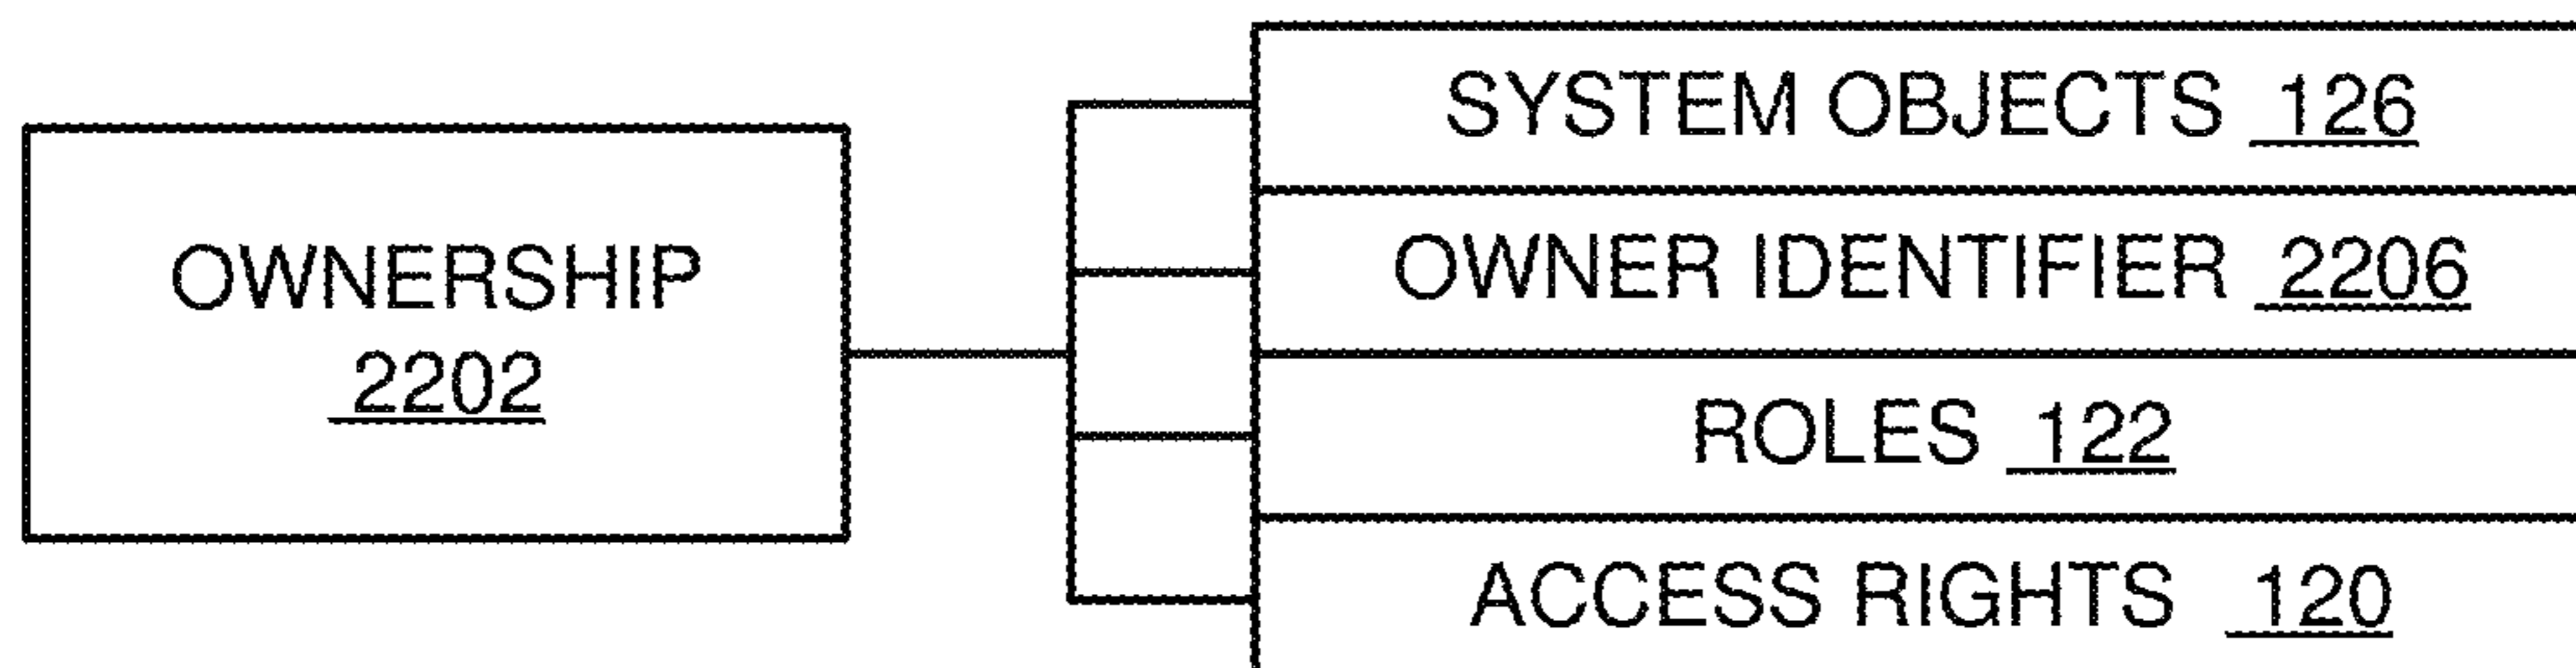 OWNERSHIP
2202
SYSTEM OBJECTS 126
OWNER IDENTIFIER 2206
ROLES 122
ACCESS RIGHTS 120